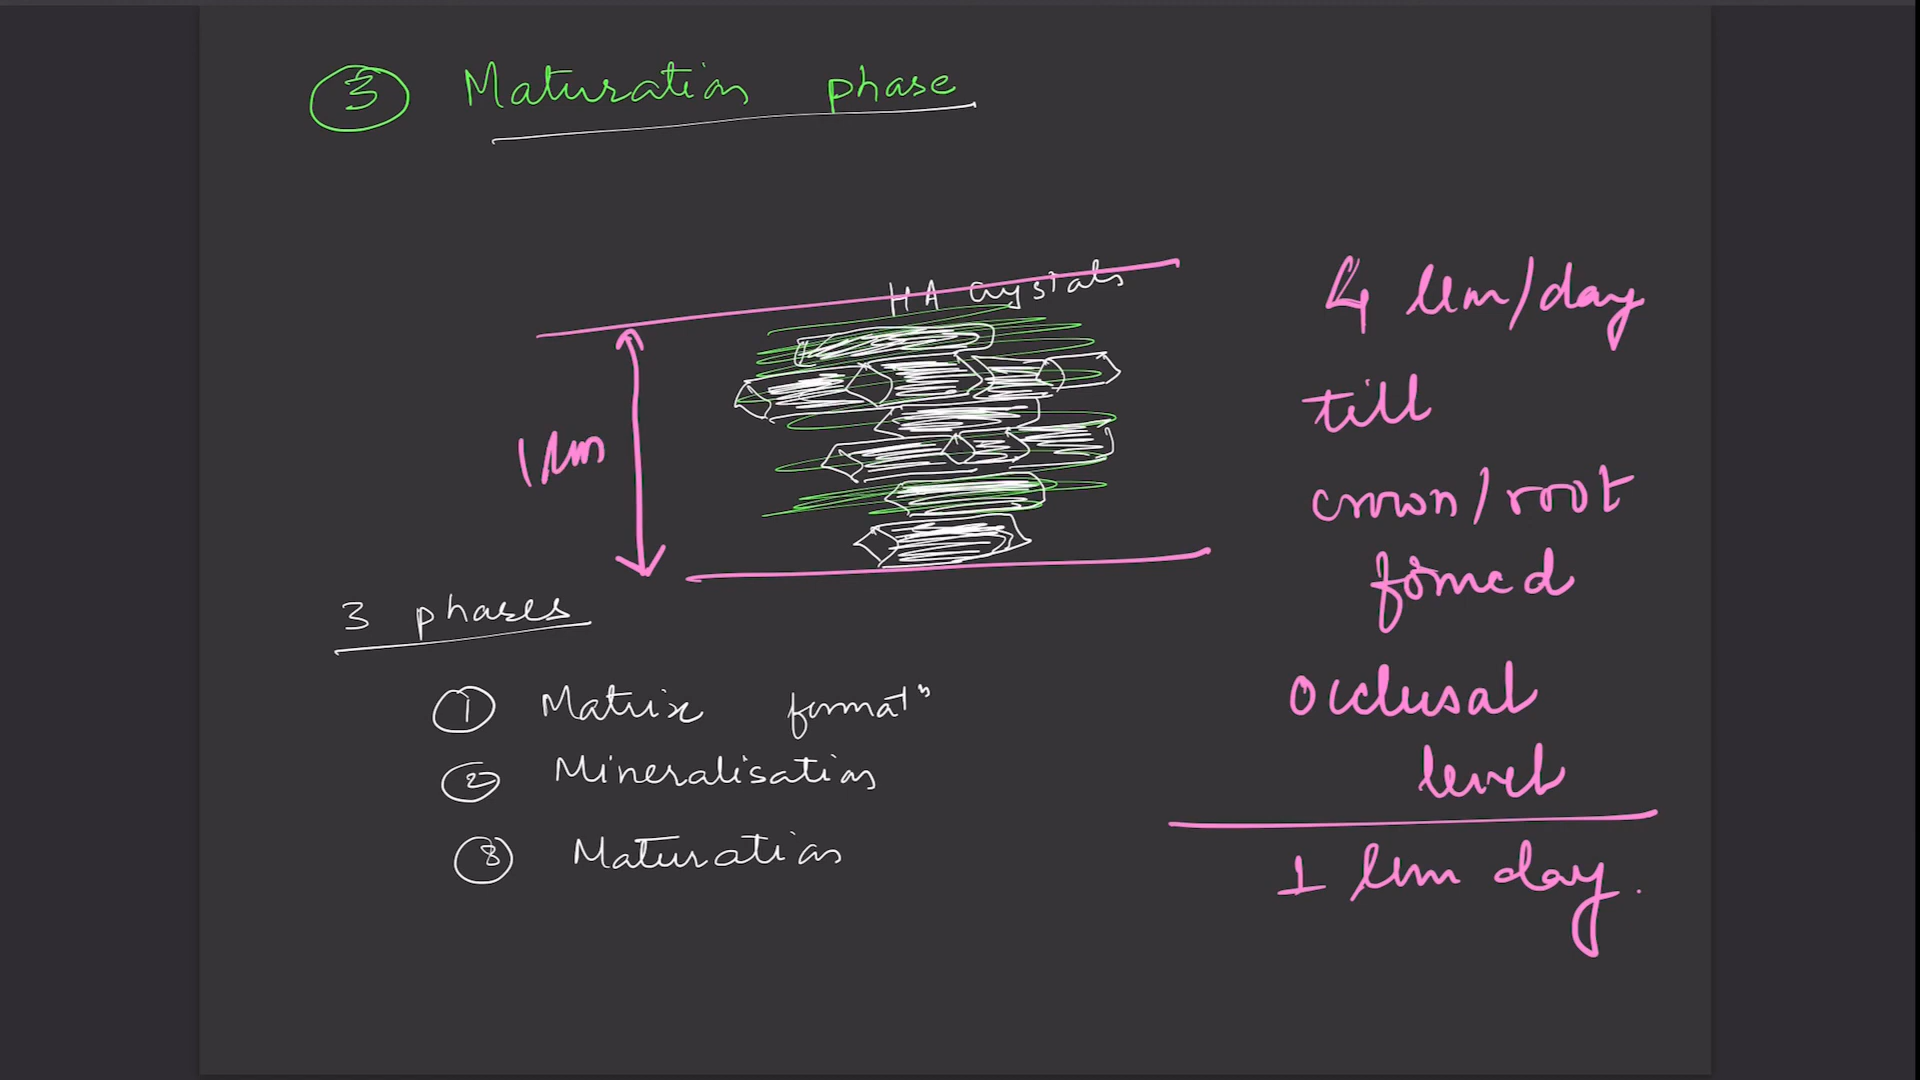 ③ Maturation phase
HA crystals
1 µm
3 phases
① Matrix formatⁿ
② Mineralisation
③ Maturation
4 µm/day
till
crown/root
formed
occlusal
level
1 µm day.